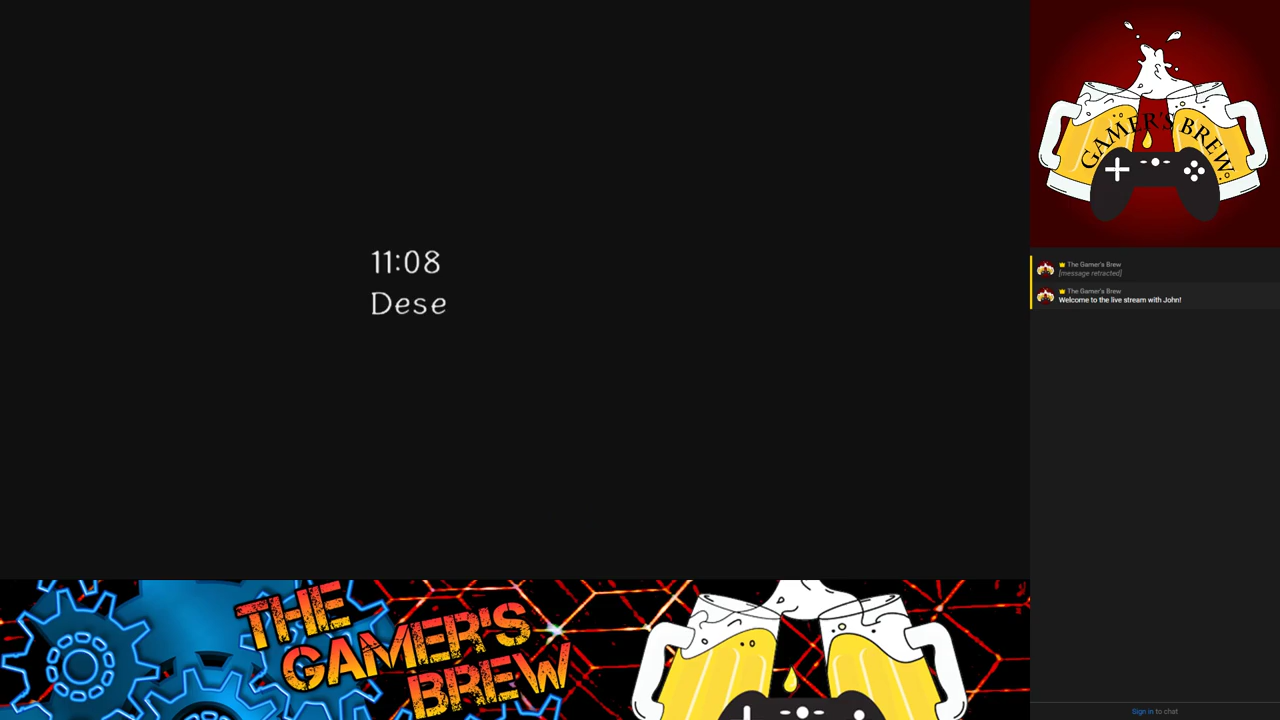 11:08
Dese
GAMER'S BREW
The Gamer's Brew
[message retracted]
The Gamer's Brew
Welcome to the live stream with John!
THE
GAMER'S
BREW
Sign in to chat